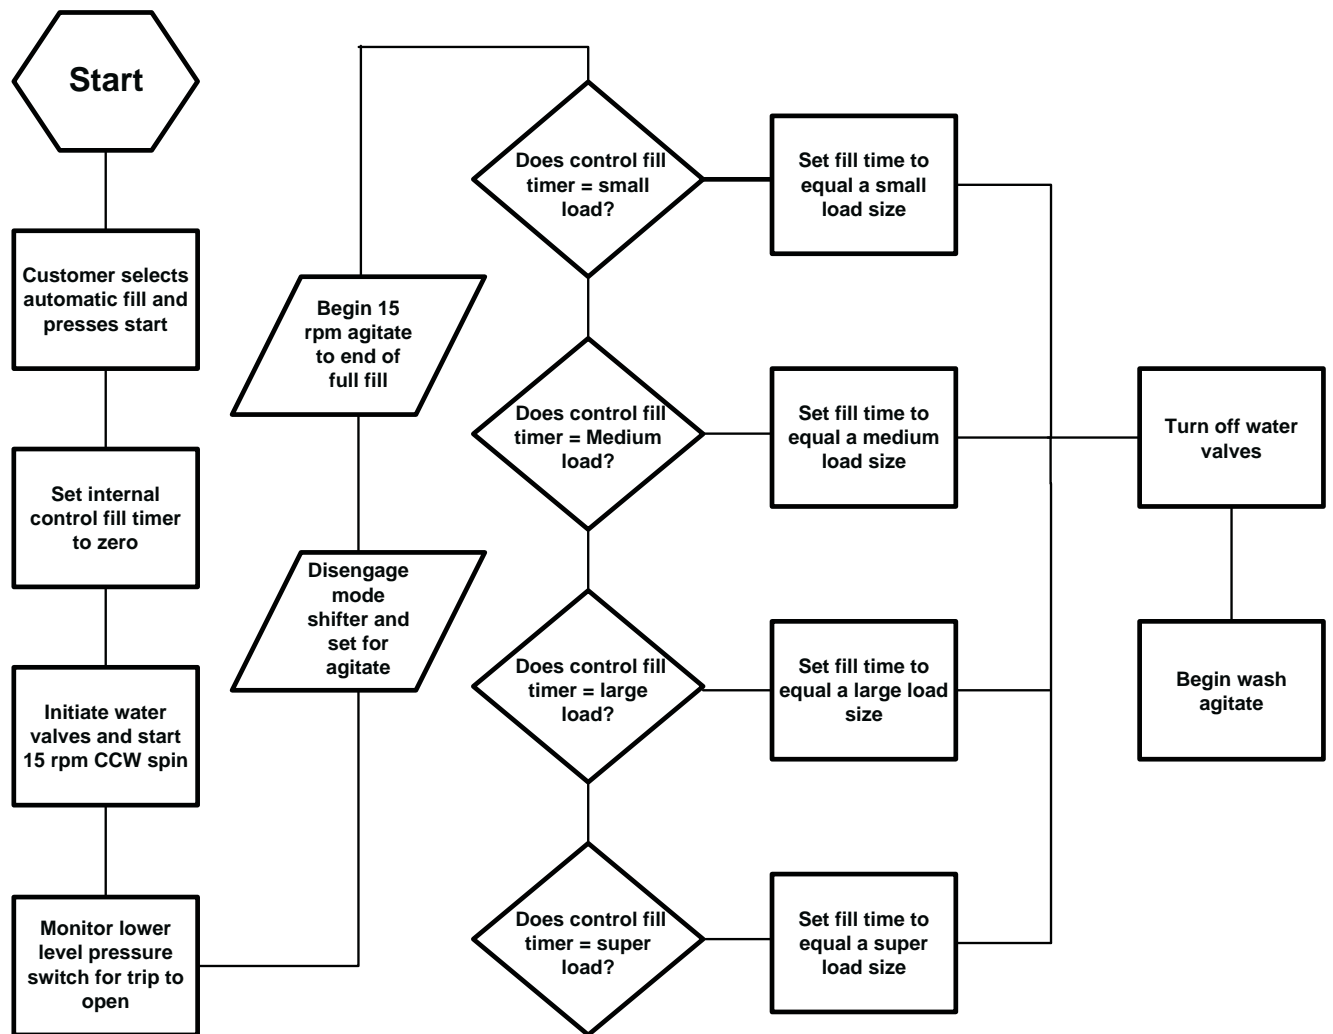 Start
Customer selects
automatic fill and
presses start
Set internal
control fill timer
to zero
Initiate water
valves and start
15 rpm CCW spin
Monitor lower
level pressure
switch for trip to
open
Disengage
mode
shifter and
set for
agitate
Begin 15
rpm agitate
to end of
full fill
Does control fill
timer = small
load?
Set fill time to
equal a small
load size
Does control fill
timer = Medium
load?
Set fill time to
equal a medium
load size
Does control fill
timer = large
load?
Set fill time to
equal a large load
size
Does control fill
timer = super
load?
Set fill time to
equal a super
load size
Turn off water
valves
Begin wash
agitate